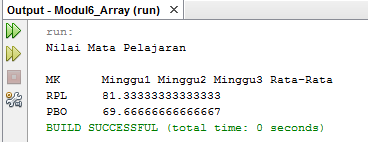 Output - Modul6_Array (run) ×
run:
Nilai Mata Pelajaran
MK Minggu1 Minggu2 Minggu3 Rata-Rata
RPL 81.33333333333333
PBO 69.66666666666667
BUILD SUCCESSFUL (total time: 0 seconds)